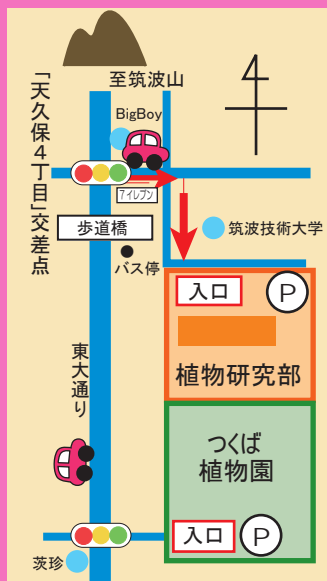 至筑波山
BigBoy
「天久保4丁目」交差点
7イレブン
歩道橋
バス停
筑波技術大学
入口
P
植物研究部
東大通り
つくば
植物園
入口
P
茨珍